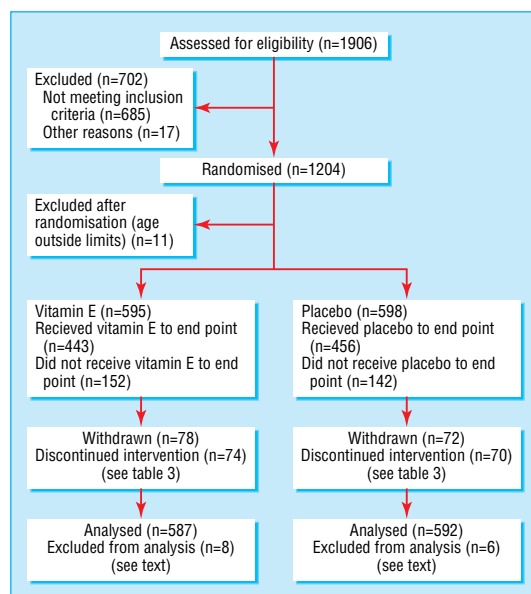 Assessed for eligibility (n=1906)
Excluded (n=702)
Not meeting inclusion
criteria (n=685)
Other reasons (n=17)
Randomised (n=1204)
Excluded after
randomisation (age
outside limits) (n=11)
Vitamin E (n=595)
Recieved vitamin E to end point
(n=443)
Did not receive vitamin E to end
point (n=152)
Placebo (n=598)
Recieved placebo to end point
(n=456)
Did not receive placebo to end
point (n=142)
Withdrawn (n=78)
Discontinued intervention (n=74)
(see table 3)
Withdrawn (n=72)
Discontinued intervention (n=70)
(see table 3)
Analysed (n=587)
Excluded from analysis (n=8)
(see text)
Analysed (n=592)
Excluded from analysis (n=6)
(see text)